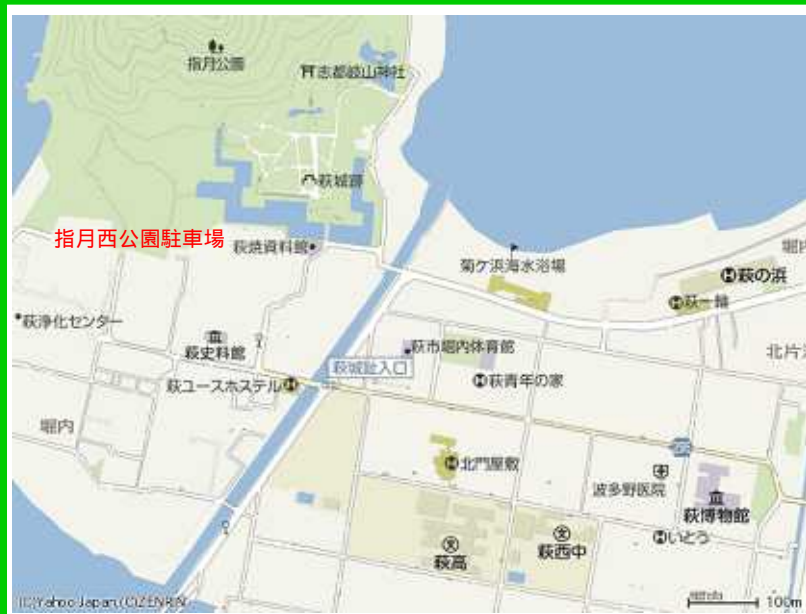 指月公園
志都岐山神社
萩城跡
指月西公園駐車場
萩焼資料館
菊ケ浜海水浴場
堀内
萩の浜
萩一輪
萩浄化センター
萩史料館
萩市堀内体育館
北片
萩城趾入口
萩ユースホステル
萩青年の家
堀内
北門屋敷
波多野医院
萩博物館
萩高
萩西中
いとう
(C)Yahoo Japan,(C)ZENRIN
堀内
100m